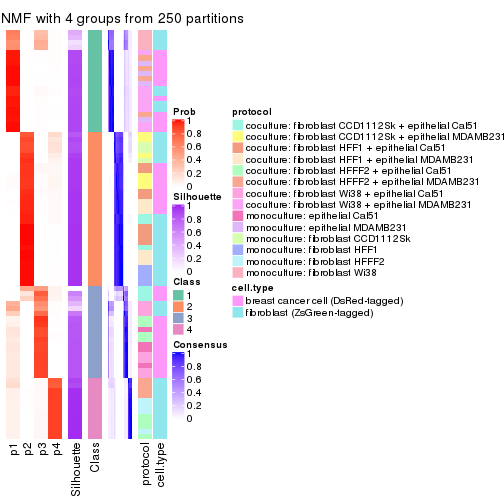 NMF with 4 groups from 250 partitions
Prob
1
0.8
0.6
0.4
0.2
0
Silhouette
1
0.8
0.6
0.4
0.2
0
Class
1
2
3
4
Consensus
1
0.8
0.6
0.4
0.2
0
protocol
coculture: fibroblast CCD1112Sk + epithelial Cal51
coculture: fibroblast CCD1112Sk + epithelial MDAMB231
coculture: fibroblast HFF1 + epithelial Cal51
coculture: fibroblast HFF1 + epithelial MDAMB231
coculture: fibroblast HFFF2 + epithelial Cal51
coculture: fibroblast HFFF2 + epithelial MDAMB231
coculture: fibroblast Wi38 + epithelial Cal51
coculture: fibroblast Wi38 + epithelial MDAMB231
monoculture: epithelial Cal51
monoculture: epithelial MDAMB231
monoculture: fibroblast CCD1112Sk
monoculture: fibroblast HFF1
monoculture: fibroblast HFFF2
monoculture: fibroblast Wi38
cell.type
breast cancer cell (DsRed-tagged)
fibroblast (ZsGreen-tagged)
p1
p2
p3
p4
Silhouette
Class
protocol
cell.type